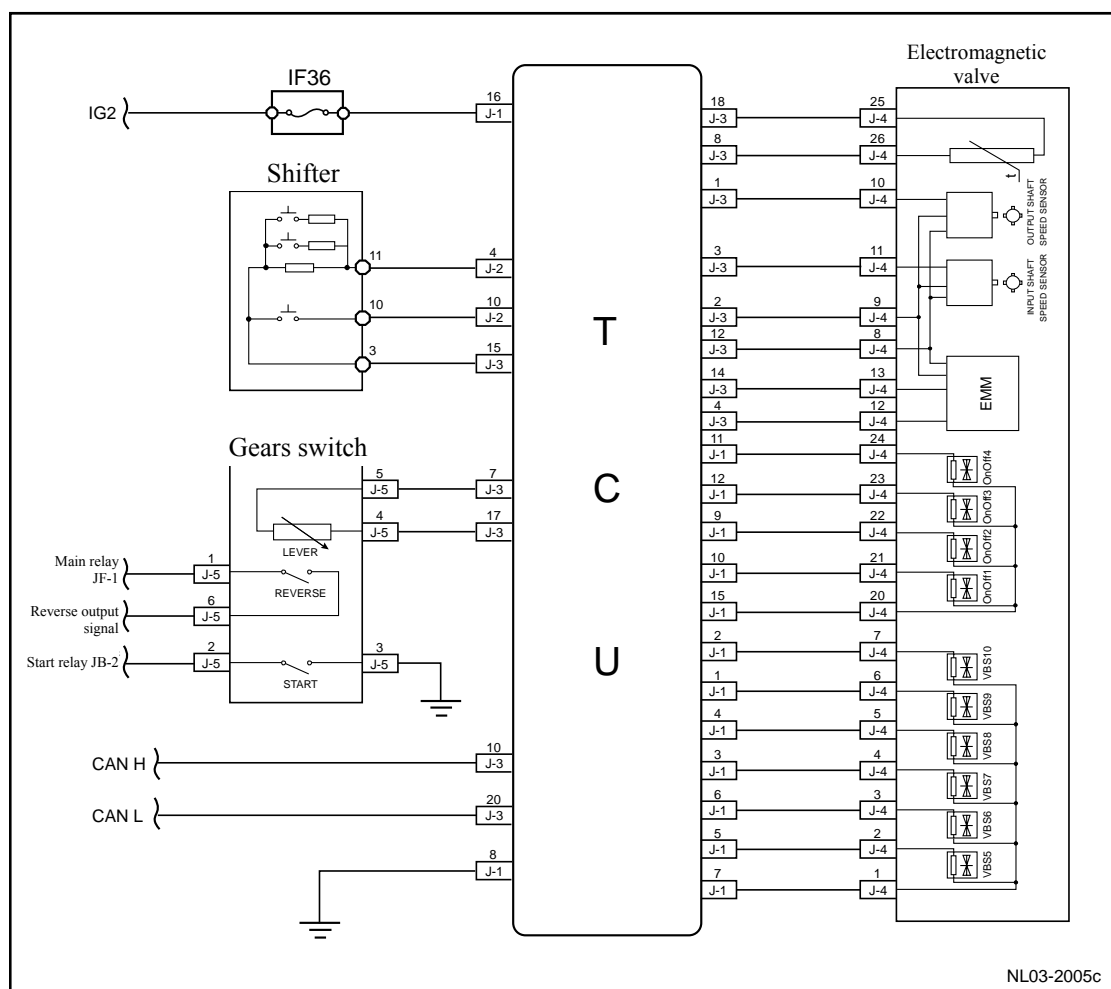 Electromagnetic
valve
IF36
IG2
16
J-1
Shifter
11
4
J-2
10
10
J-2
3
15
J-3
Gears switch
5
J-5
7
J-3
4
J-5
17
J-3
LEVER
Main relay
JF-1
1
J-5
REVERSE
Reverse output
signal
6
J-5
Start relay JB-2
2
J-5
3
J-5
START
CAN H
10
J-3
CAN L
20
J-3
8
J-1
T
C
U
18
J-3
25
J-4
8
J-3
26
J-4
t
1
J-3
10
J-4
OUTPUT SHAFT
SPEED SENSOR
3
J-3
11
J-4
INPUT SHAFT
SPEED SENSOR
2
J-3
9
J-4
12
J-3
8
J-4
14
J-3
13
J-4
EMM
4
J-3
12
J-4
11
J-1
24
J-4
OnOff4
12
J-1
23
J-4
OnOff3
9
J-1
22
J-4
OnOff2
10
J-1
21
J-4
OnOff1
15
J-1
20
J-4
2
J-1
7
J-4
VBS10
1
J-1
6
J-4
VBS9
4
J-1
5
J-4
VBS8
3
J-1
4
J-4
VBS7
6
J-1
3
J-4
VBS6
5
J-1
2
J-4
VBS5
7
J-1
1
J-4
NL03-2005c